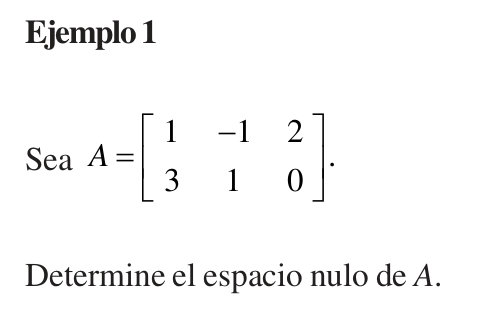 Ejemplo 1
Sea A = [ 1 −1 2
3 1 0 ].
Determine el espacio nulo de A.